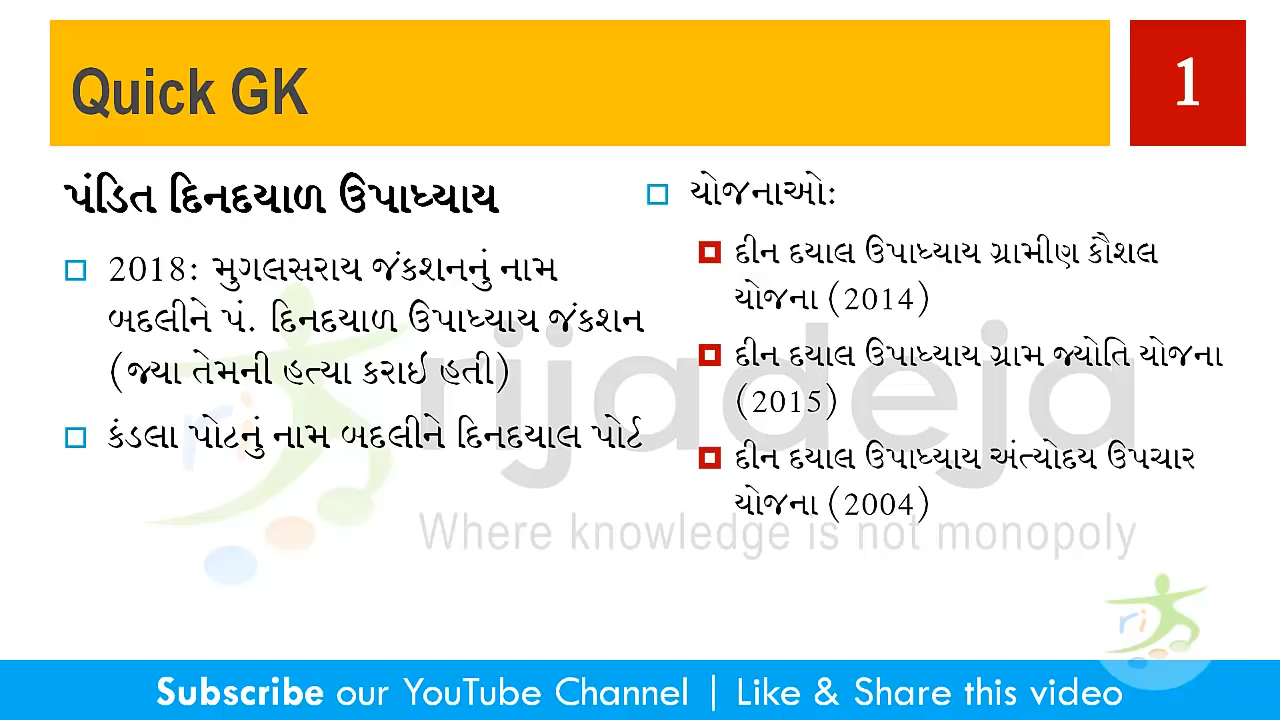 Quick GK
1
પંડિત દિનદયાળ ઉપાધ્યાય
2018: મુગલસરાય જંકશનનું નામ
બદલીને પં. દિનદયાળ ઉપાધ્યાય જંકશન
(જ્યા તેમની હત્યા કરાઇ હતી)
કંડલા પોટનું નામ બદલીને દિનદયાલ પોર્ટ
યોજનાઓ:
દીન દયાલ ઉપાધ્યાય ગ્રામીણ કૌશલ
યોજના (2014)
દીન દયાલ ઉપાધ્યાય ગ્રામ જ્યોતિ યોજના
(2015)
દીન દયાલ ઉપાધ્યાય અંત્યોદય ઉપચાર
યોજના (2004)
ri
rijadeja
Where knowledge is not monopoly
ri
Subscribe our YouTube Channel | Like & Share this video